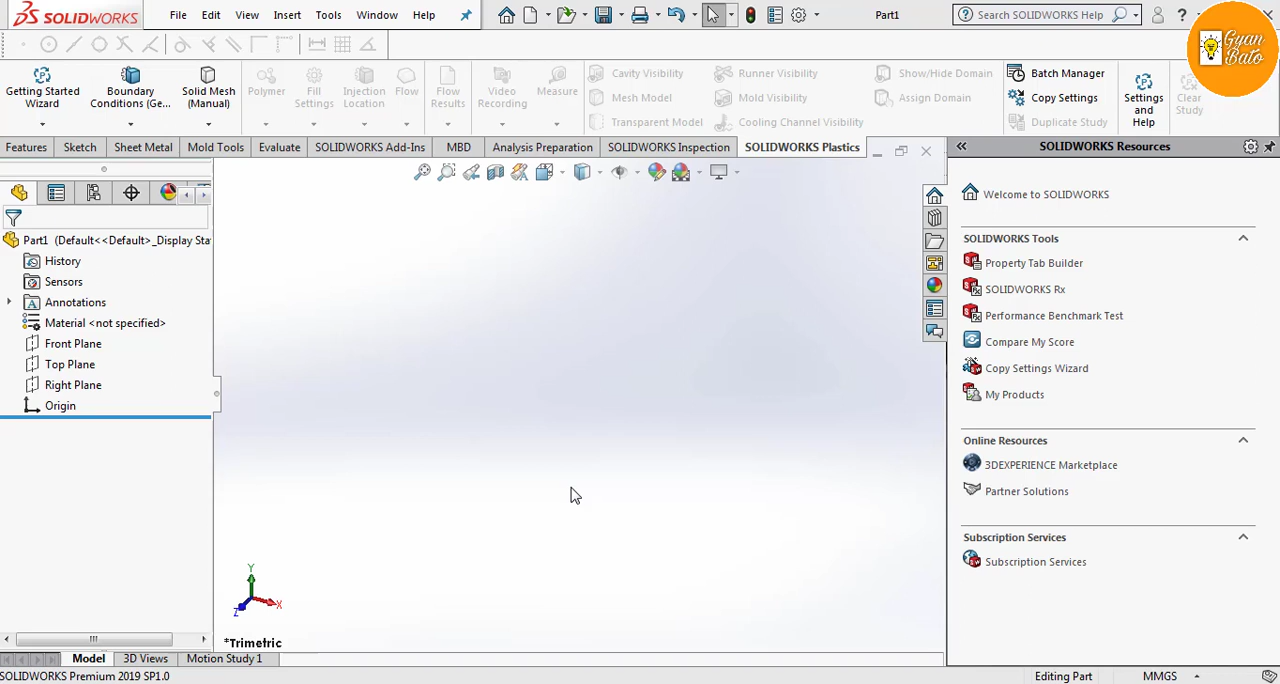 SOLIDWORKS File Edit View Insert Tools Window Help Part1 Search SOLIDWORKS Help ?
Gyan
Bato
Getting Started
Wizard
Boundary
Conditions (Ge...
Solid Mesh
(Manual)
Polymer
Fill
Settings
Injection
Location
Flow
Flow
Results
Video
Recording
Measure
Cavity Visibility
Mesh Model
Transparent Model
Runner Visibility
Mold Visibility
Cooling Channel Visibility
Show/Hide Domain
Assign Domain
Batch Manager
Copy Settings
Duplicate Study
Settings
and
Help
Clear
Study
Features Sketch Sheet Metal Mold Tools Evaluate SOLIDWORKS Add-Ins MBD Analysis Preparation SOLIDWORKS Inspection SOLIDWORKS Plastics
Part1 (Default<<Default>_Display Sta
History
Sensors
Annotations
Material <not specified>
Front Plane
Top Plane
Right Plane
Origin
Y
X
Z
*Trimetric
SOLIDWORKS Resources
Welcome to SOLIDWORKS
SOLIDWORKS Tools
Property Tab Builder
SOLIDWORKS Rx
Performance Benchmark Test
Compare My Score
Copy Settings Wizard
My Products
Online Resources
3DEXPERIENCE Marketplace
Partner Solutions
Subscription Services
Subscription Services
Model 3D Views Motion Study 1
SOLIDWORKS Premium 2019 SP1.0 Editing Part MMGS